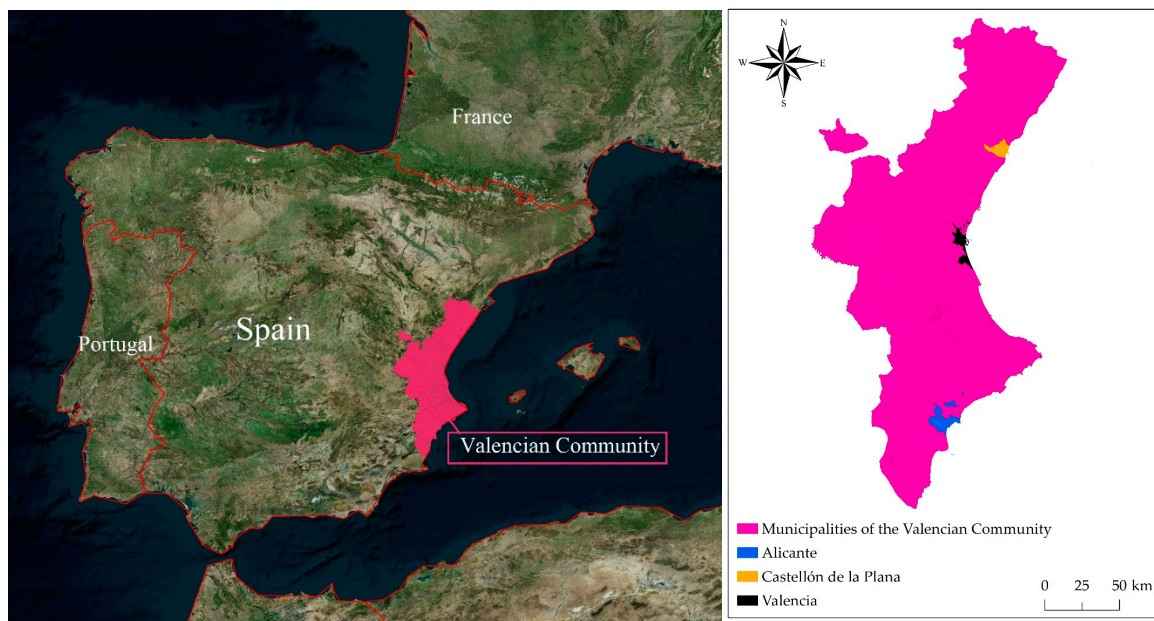 France
Spain
Portugal
Valencian Community
N
W
E
S
Municipalities of the Valencian Community
Alicante
Castellón de la Plana
Valencia
0 25 50 km